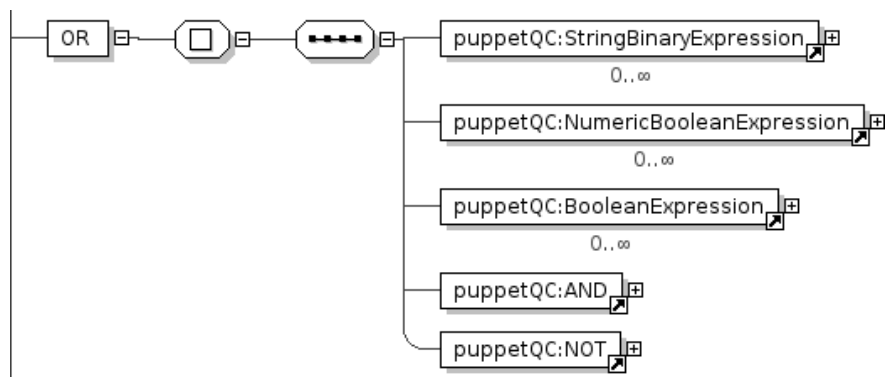 OR
puppetQC:StringBinaryExpression
0..∞
puppetQC:NumericBooleanExpression
0..∞
puppetQC:BooleanExpression
0..∞
puppetQC:AND
puppetQC:NOT